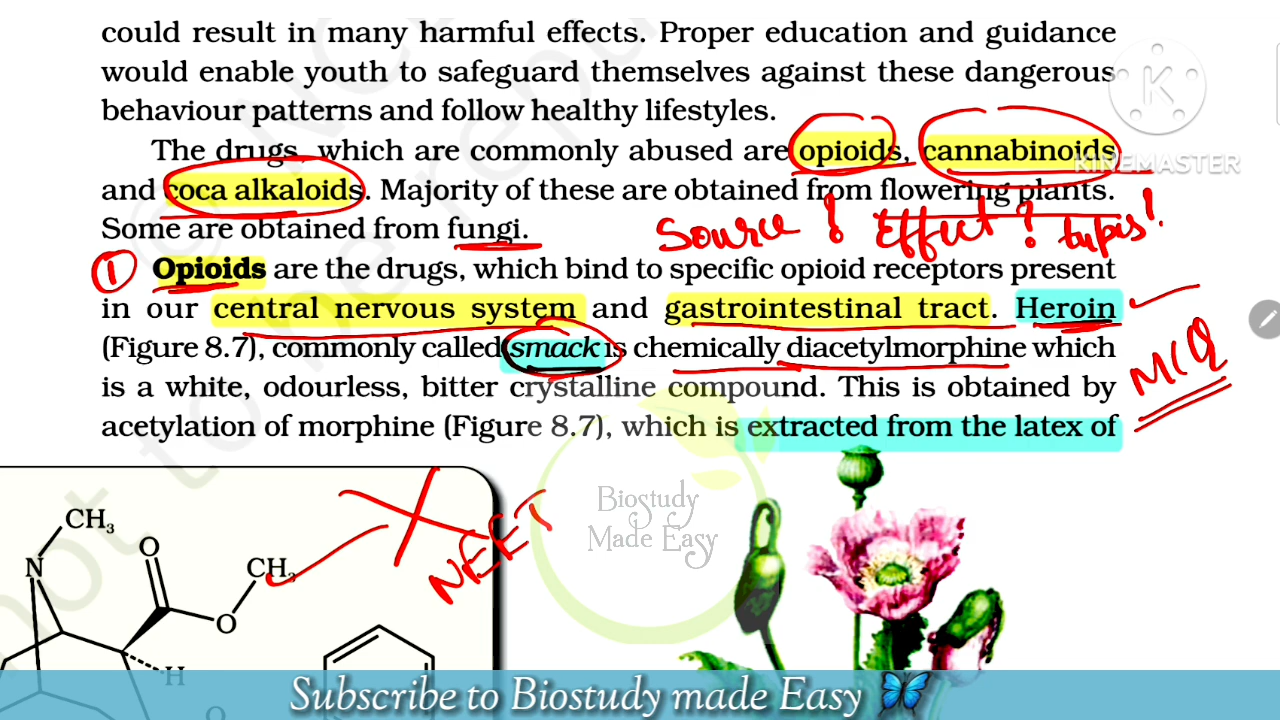 could result in many harmful effects. Proper education and guidance
would enable youth to safeguard themselves against these dangerous
behaviour patterns and follow healthy lifestyles.
K
KINEMASTER
The drugs, which are commonly abused are opioids, cannabinoids
and coca alkaloids. Majority of these are obtained from flowering plants.
Some are obtained from fungi.
Source ! Effect ? types !
① Opioids are the drugs, which bind to specific opioid receptors present
in our central nervous system and gastrointestinal tract. Heroin
(Figure 8.7), commonly called smack is chemically diacetylmorphine which
is a white, odourless, bitter crystalline compound. This is obtained by
acetylation of morphine (Figure 8.7), which is extracted from the latex of
MCQ
NEET
Biostudy
Made Easy
CH₃
N
O
CH₃
O
H
O
Subscribe to Biostudy made Easy 🦋